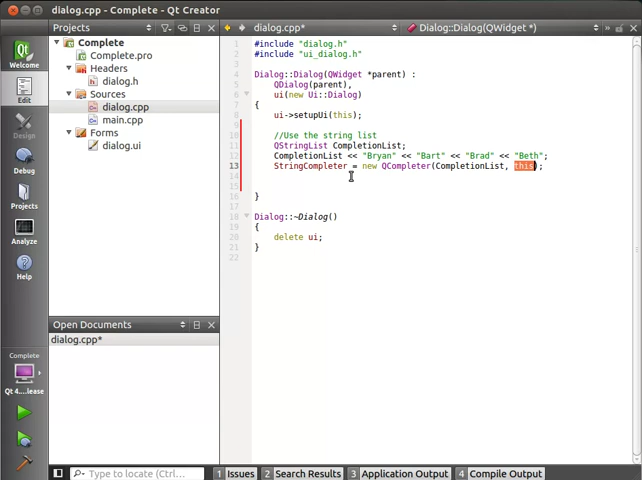 dialog.cpp* - Complete - Qt Creator
Projects
dialog.cpp*
Dialog::Dialog(QWidget *)
Welcome
Edit
Design
Debug
Projects
Analyze
Help
Complete
Complete.pro
Headers
dialog.h
Sources
dialog.cpp
main.cpp
Forms
dialog.ui
1 #include "dialog.h"
2 #include "ui_dialog.h"
3
4 Dialog::Dialog(QWidget *parent) :
5 QDialog(parent),
6 ui(new Ui::Dialog)
7 {
8 ui->setupUi(this);
9
10 //Use the string list
11 QStringList CompletionList;
12 CompletionList << "Bryan" << "Bart" << "Brad" << "Beth";
13 StringCompleter = new QCompleter(CompletionList, this);
14
15
16 }
17
18 Dialog::~Dialog()
19 {
20 delete ui;
21 }
22
Open Documents
dialog.cpp*
Complete
Qt 4....lease
Type to locate (Ctrl...
1 Issues
2 Search Results
3 Application Output
4 Compile Output